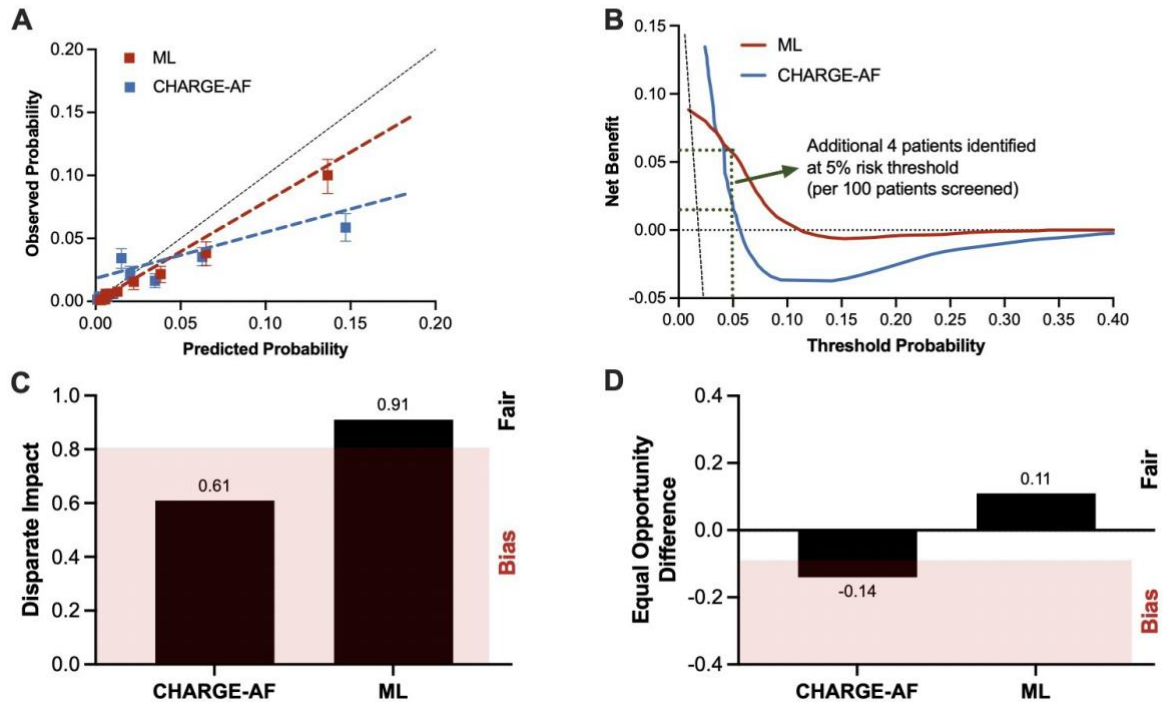 A
0.20
0.15
0.10
0.05
0.00
Observed Probability
ML
CHARGE-AF
0.00
0.05
0.10
0.15
0.20
Predicted Probability
B
0.15
0.10
0.05
0.00
-0.05
Net Benefit
ML
CHARGE-AF
Additional 4 patients identified
at 5% risk threshold
(per 100 patients screened)
0.00
0.05
0.10
0.15
0.20
0.25
0.30
0.35
0.40
Threshold Probability
C
1.0
0.8
0.6
0.4
0.2
0.0
Disparate Impact
0.61
0.91
Fair
Bias
CHARGE-AF
ML
D
0.4
0.2
0.0
-0.2
-0.4
Equal Opportunity
Difference
-0.14
0.11
Fair
Bias
CHARGE-AF
ML